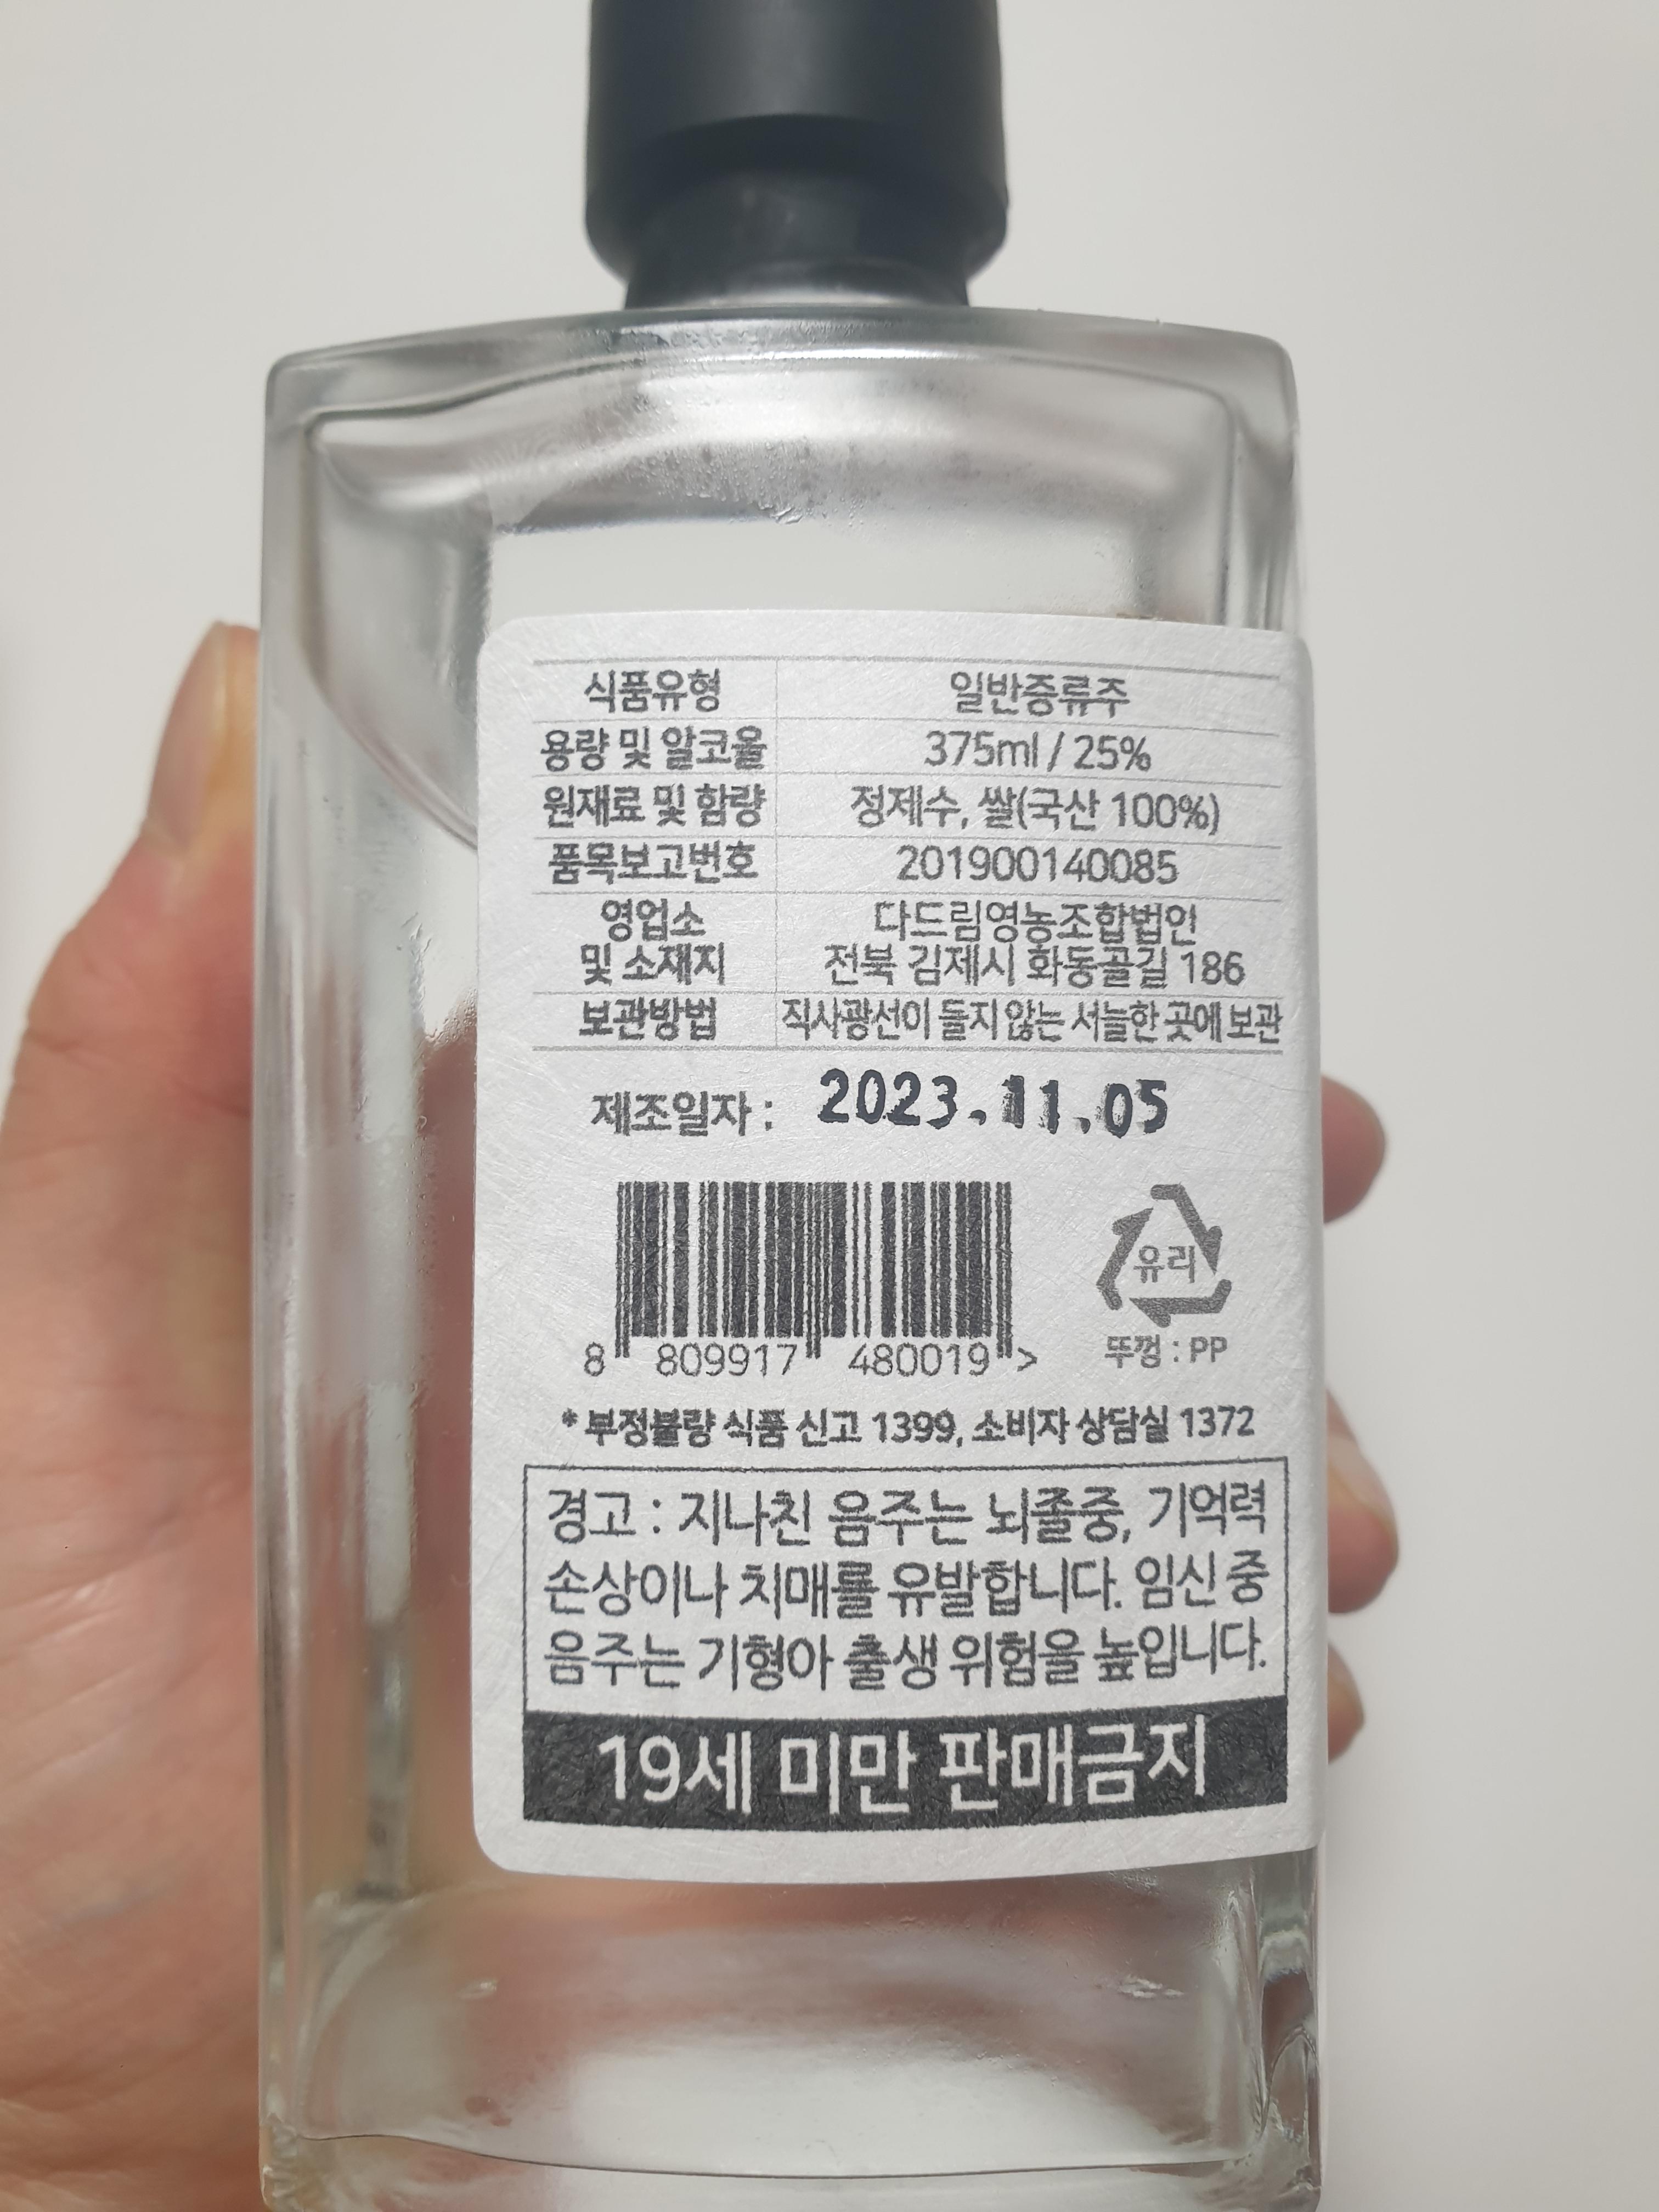 식품유형 일반증류주
용량 및 알코올 375ml / 25%
원재료 및 함량 정제수, 쌀(국산 100%)
품목보고번호 201900140085
영업소 다드림영농조합법인
및 소재지 전북 김제시 화동골길 186
보관방법 직사광선이 들지 않는 서늘한 곳에 보관
제조일자 : 2023.11.05
유리
뚜껑 : PP
8 809917 480019 >
* 부정불량 식품 신고 1399, 소비자 상담실 1372
경고 : 지나친 음주는 뇌졸중, 기억력
손상이나 치매를 유발합니다. 임신 중
음주는 기형아 출생 위험을 높입니다.
19세 미만 판매금지